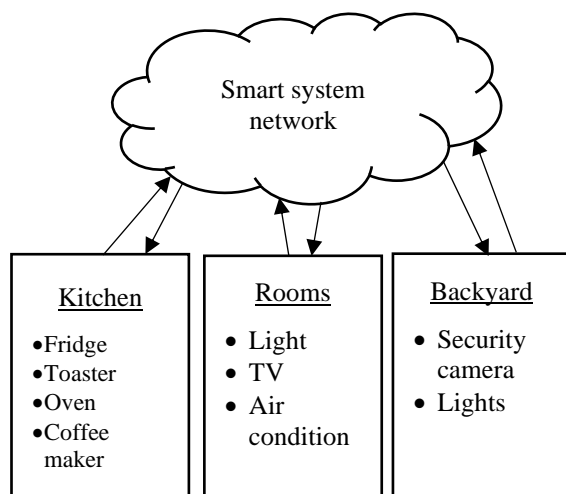 Smart system
network
Kitchen
•Fridge
•Toaster
•Oven
•Coffee
maker
Rooms
• Light
• TV
• Air
condition
Backyard
• Security
camera
• Lights